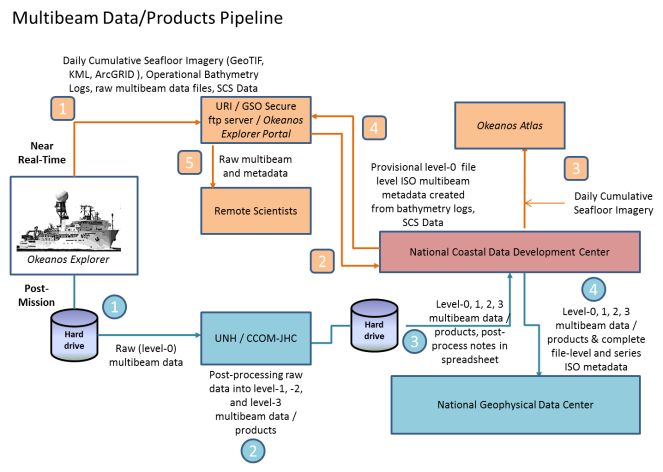 Multibeam Data/Products Pipeline
Daily Cumulative Seafloor Imagery (GeoTIF,
KML, ArcGRID ), Operational Bathymetry
Logs, raw multibeam data files, SCS Data
1
Near
Real-Time
URI / GSO Secure
ftp server / Okeanos
Explorer Portal
4
Okeanos Atlas
5
Raw multibeam
and metadata
Provisional level-0 file
level ISO multibeam
metadata created
from bathymetry logs,
SCS Data
3
Daily Cumulative
Seafloor Imagery
Remote Scientists
Okeanos Explorer
2
National Coastal Data Development Center
Post-
Mission
1
Hard
drive
Raw (level-0)
multibeam data
UNH / CCOM-JHC
Post-processing raw
data into level-1, -2,
and level-3
multibeam data /
products
2
Hard
drive
3
Level-0, 1, 2, 3
multibeam data /
products, post-
process notes in
spreadsheet
4
Level-0, 1, 2, 3
multibeam data /
products & complete
file-level and series
ISO metadata
National Geophysical Data Center